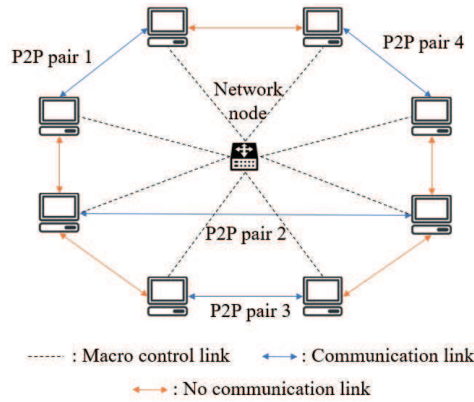 P2P pair 1
P2P pair 4
Network
node
P2P pair 2
P2P pair 3
: Macro control link
: Communication link
: No communication link